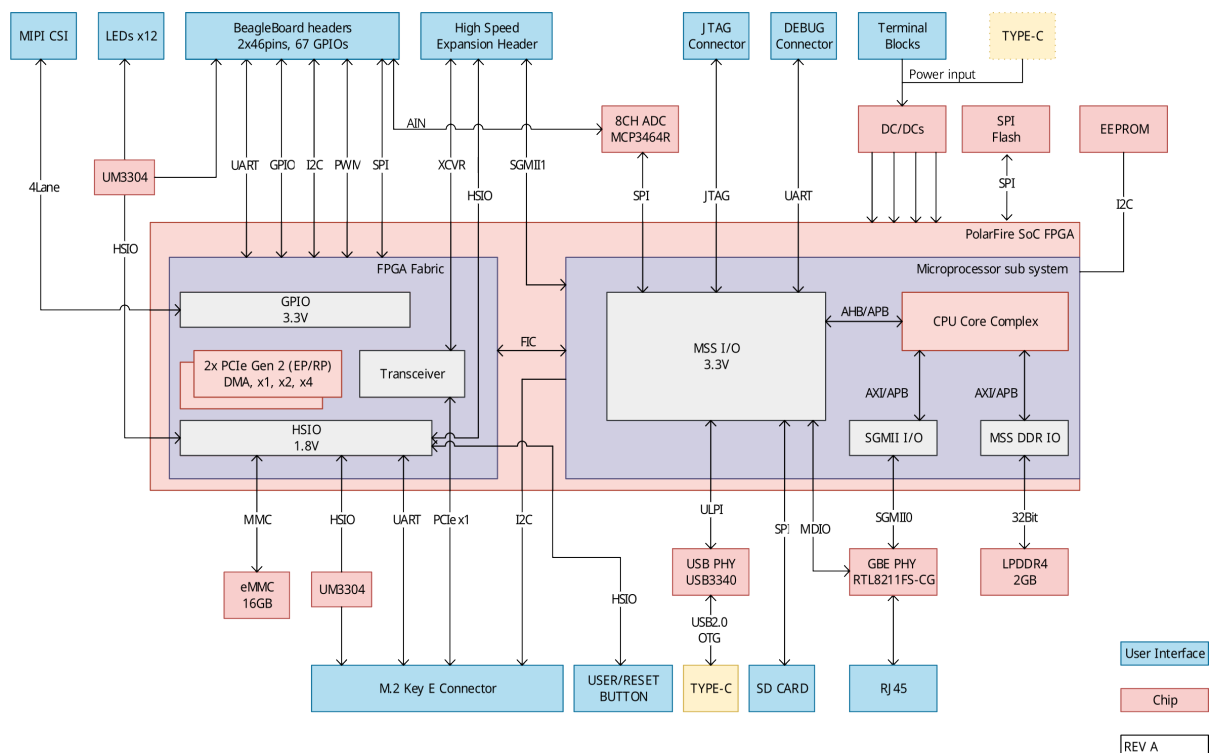 MIPI CSI
LEDs x12
BeagleBoard headers
2x46pins, 67 GPIOs
High Speed
Expansion Header
JTAG
Connector
DEBUG
Connector
Terminal
Blocks
TYPE-C
Power input
AIN
8CH ADC
MCP3464R
DC/DCs
SPI
Flash
EEPROM
UM3304
4Lane
UART
GPIO
I2C
PWM
SPI
XCVR
HSIO
SGMII1
SPI
JTAG
UART
SPI
I2C
HSIO
PolarFire SoC FPGA
FPGA Fabric
Microprocessor sub system
GPIO
3.3V
AHB/APB
CPU Core Complex
FIC
MSS I/O
3.3V
2x PCIe Gen 2 (EP/RP)
DMA, x1, x2, x4
Transceiver
AXI/APB
AXI/APB
HSIO
1.8V
SGMII I/O
MSS DDR IO
MMC
HSIO
UART
PCIe x1
I2C
ULPI
SPI
MDIO
SGMII0
32Bit
eMMC
16GB
UM3304
HSIO
USB PHY
USB3340
GBE PHY
RTL8211FS-CG
LPDDR4
2GB
USB2.0
OTG
M.2 Key E Connector
USER/RESET
BUTTON
TYPE-C
SD CARD
RJ45
User Interface
Chip
REV A